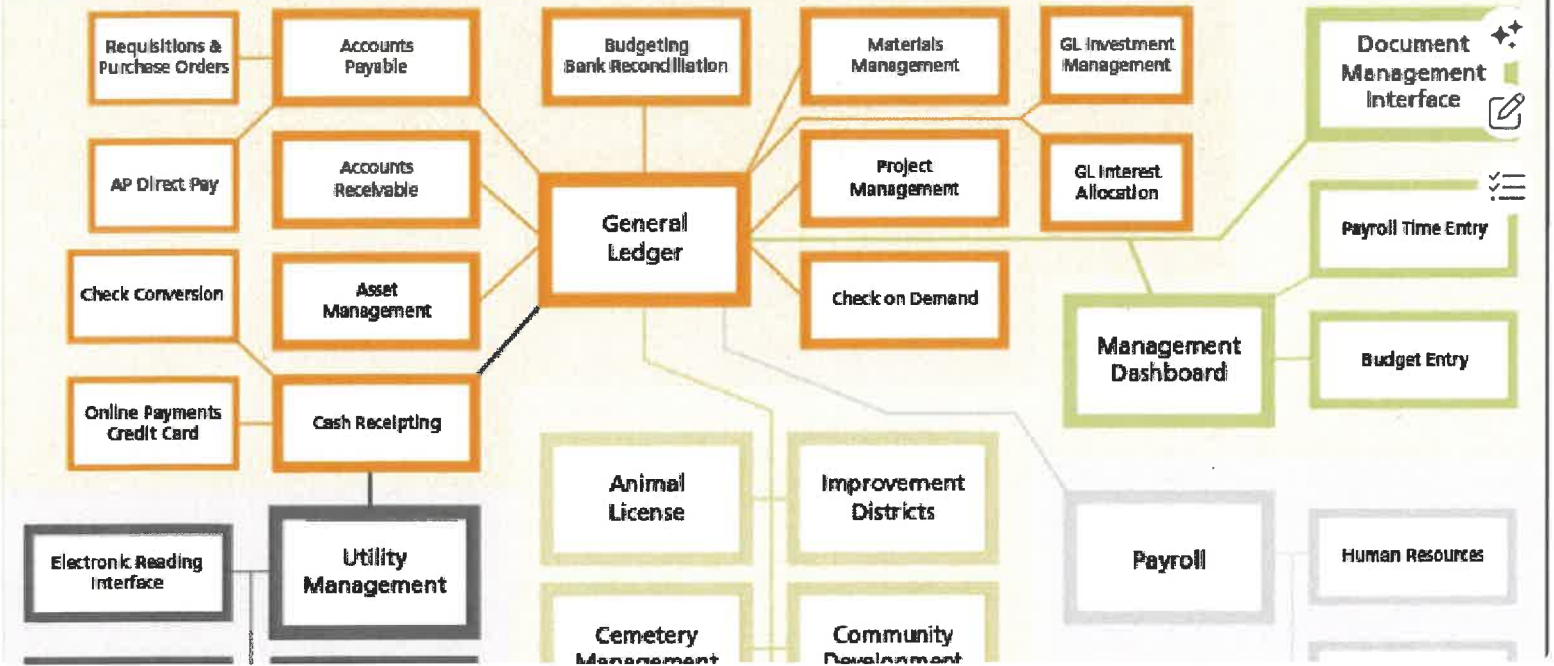 Requisitions &
Purchase Orders
Accounts
Payable
Budgeting
Bank Reconciliation
Materials
Management
GL Investment
Management
Document
Management
Interface
AP Direct Pay
Accounts
Receivable
General
Ledger
Project
Management
GL Interest
Allocation
Payroll Time Entry
Check Conversion
Asset
Management
Check on Demand
Management
Dashboard
Budget Entry
Online Payments
Credit Card
Cash Receipting
Animal
License
Improvement
Districts
Electronic Reading
Interface
Utility
Management
Payroll
Human Resources
Cemetery
Management
Community
Development